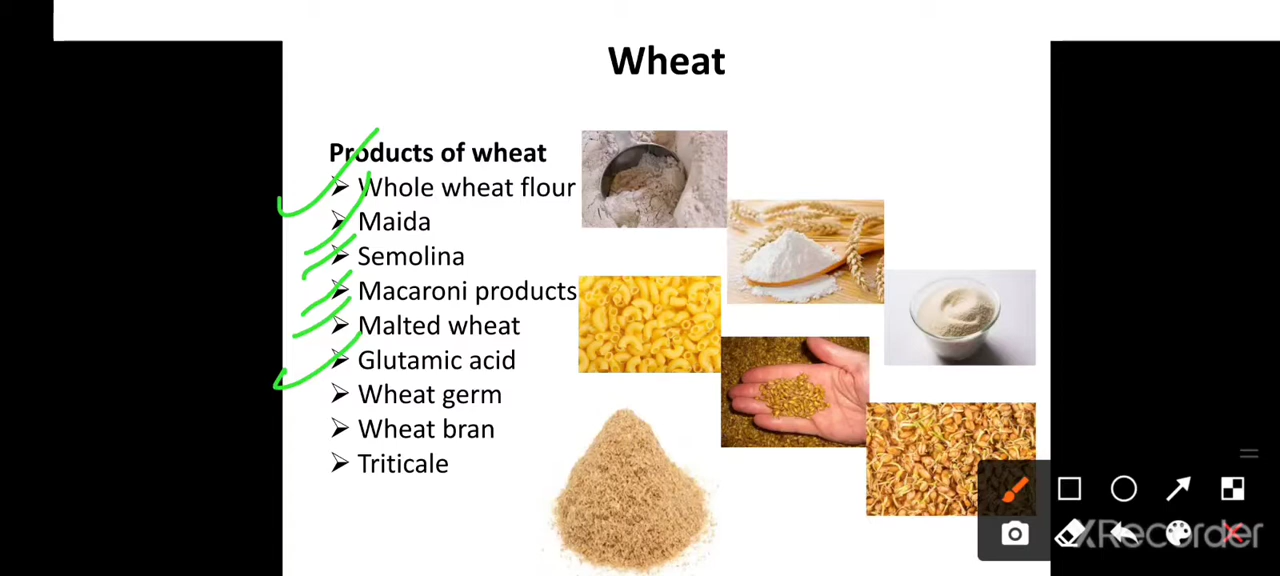 Wheat
Products of wheat
➢ Whole wheat flour
➢ Maida
➢ Semolina
➢ Macaroni products
➢ Malted wheat
➢ Glutamic acid
➢ Wheat germ
➢ Wheat bran
➢ Triticale
XRecorder